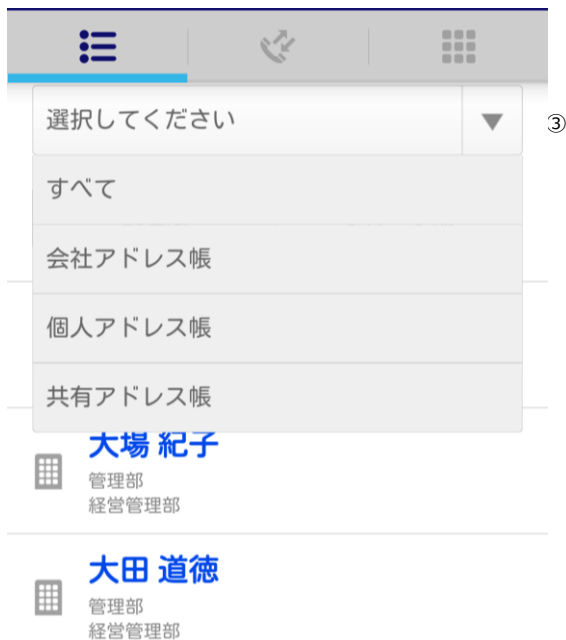 選択してください
③
すべて
会社アドレス帳
個人アドレス帳
共有アドレス帳
大場 紀子
管理部
経営管理部
大田 道徳
管理部
経営管理部